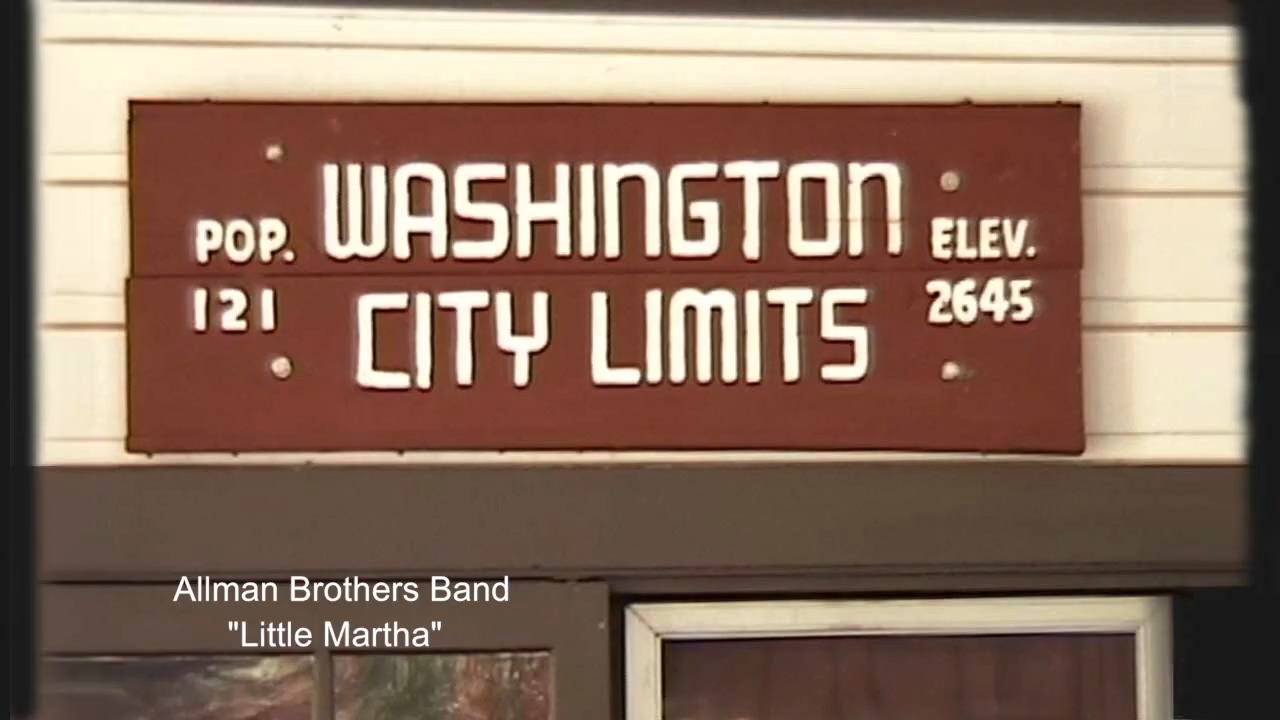 WASHINGTON
CITY LIMITS
POP.
121
ELEV.
2645
Allman Brothers Band
"Little Martha"